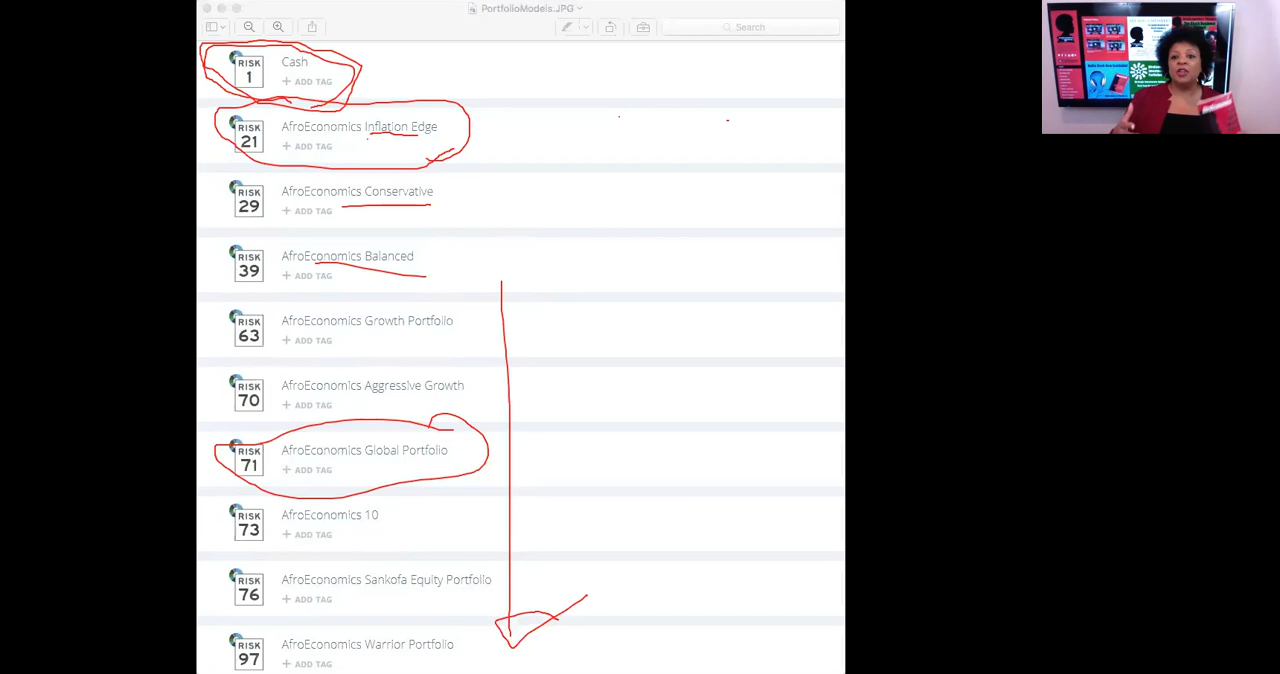 PortfolioModels.JPG
Search
RISK
1
Cash
+ ADD TAG
RISK
21
AfroEconomics Inflation Edge
+ ADD TAG
RISK
29
AfroEconomics Conservative
+ ADD TAG
RISK
39
AfroEconomics Balanced
+ ADD TAG
RISK
63
AfroEconomics Growth Portfolio
+ ADD TAG
RISK
70
AfroEconomics Aggressive Growth
+ ADD TAG
RISK
71
AfroEconomics Global Portfolio
+ ADD TAG
RISK
73
AfroEconomics 10
+ ADD TAG
RISK
76
AfroEconomics Sankofa Equity Portfolio
+ ADD TAG
RISK
97
AfroEconomics Warrior Portfolio
+ ADD TAG